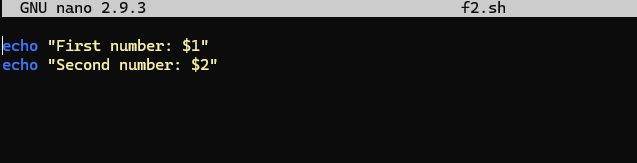 GNU nano 2.9.3 f2.sh
echo "First number: $1"
echo "Second number: $2"